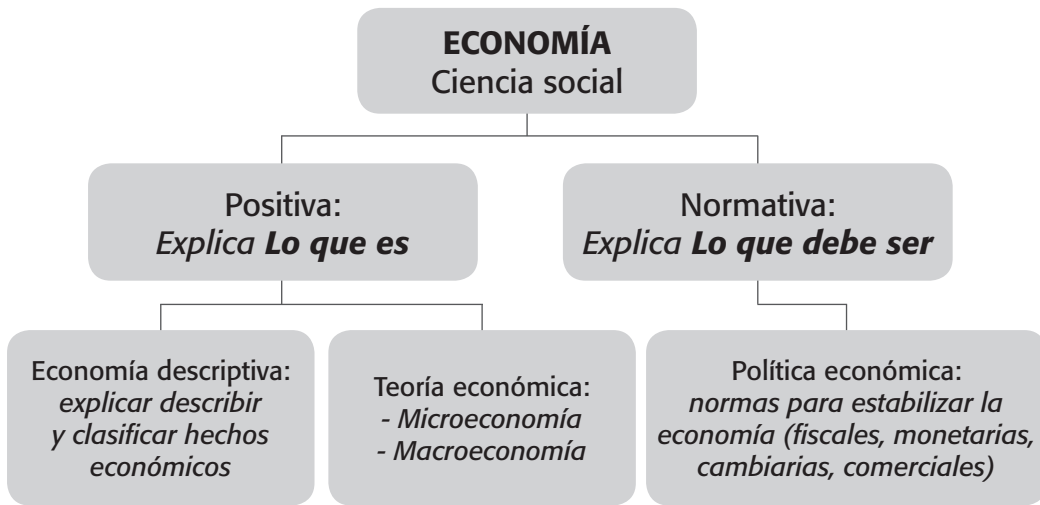 ECONOMÍA
Ciencia social
Positiva:
Explica Lo que es
Normativa:
Explica Lo que debe ser
Economía descriptiva:
explicar describir
y clasificar hechos
económicos
Teoría económica:
- Microeconomía
- Macroeconomía
Política económica:
normas para estabilizar la
economía (fiscales, monetarias,
cambiarias, comerciales)